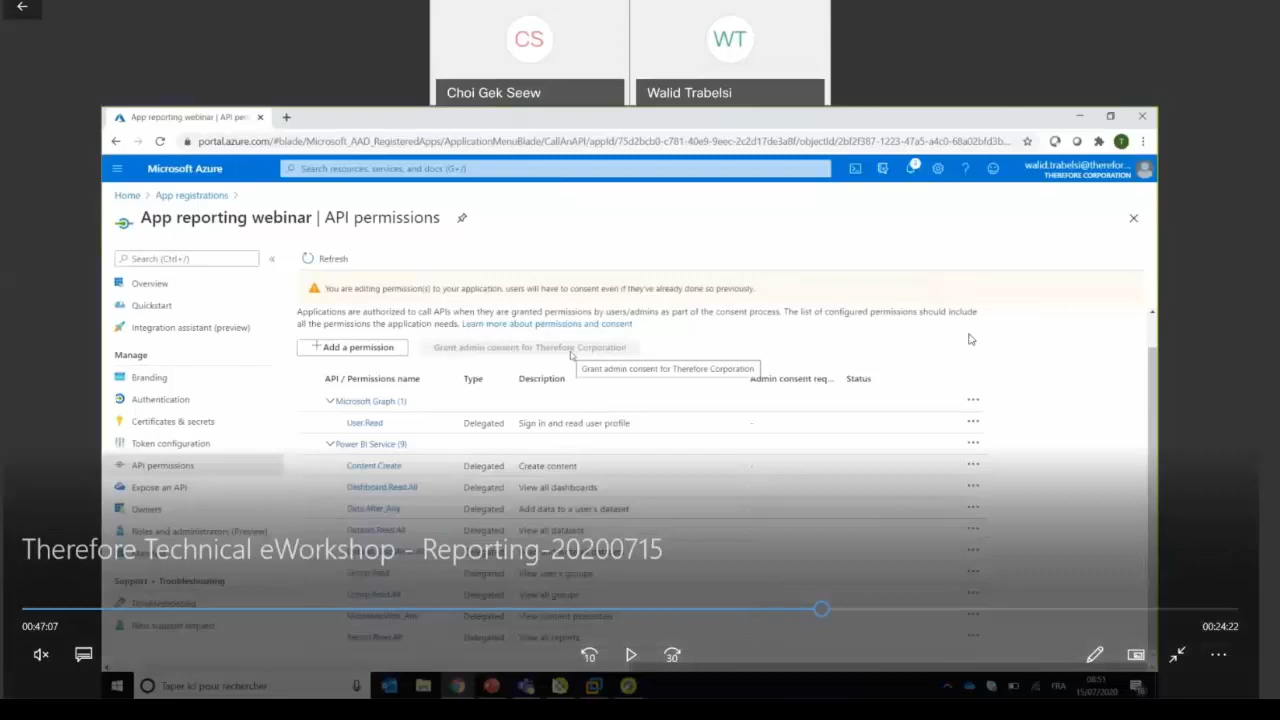 CS
WT
Choi Gek Seew
Walid Trabelsi
App reporting webinar | API per
portal.azure.com/#blade/Microsoft_AAD_RegisteredApps/ApplicationMenuBlade/CallAnAPI/appId/75d2bcb0-c781-40e9-9eec-2c2d17de3a8f/objectId/2bf2f387-1223-47a5-a4c0-68a02bfd3b...
Microsoft Azure
Search resources, services, and docs (G+/)
walid.trabelsi@therefor...
THEREFORE CORPORATION
Home > App registrations >
App reporting webinar | API permissions
Search (Ctrl+/)
«
Refresh
Overview
Quickstart
Integration assistant (preview)
Manage
Branding
Authentication
Certificates & secrets
Token configuration
API permissions
Expose an API
Owners
Roles and administrators (Preview)
Support + Troubleshooting
Troubleshooting
New support request
You are editing permission(s) to your application, users will have to consent even if they've already done so previously.
Applications are authorized to call APIs when they are granted permissions by users/admins as part of the consent process. The list of configured permissions should include
all the permissions the application needs. Learn more about permissions and consent
+ Add a permission
Grant admin consent for Therefore Corporation
Grant admin consent for Therefore Corporation
API / Permissions name Type Description Admin consent req... Status
Microsoft Graph (1) ...
User.Read Delegated Sign in and read user profile - ...
Power BI Service (9) ...
Content.Create Delegated Create content - ...
Dashboard.Read.All Delegated View all dashboards ...
Data.Alter_Any Delegated Add data to a user's dataset ...
Dataset.Read.All Delegated View all datasets ...
Group.Read Delegated View user's groups ...
Group.Read.All Delegated View all groups ...
Metadata.View_Any Delegated View content properties ...
Report.Read.All Delegated View all reports ...
Therefore Technical eWorkshop - Reporting-20200715
00:47:07
00:24:22
10
30
Taper ici pour rechercher
FRA
08:51
15/07/2020